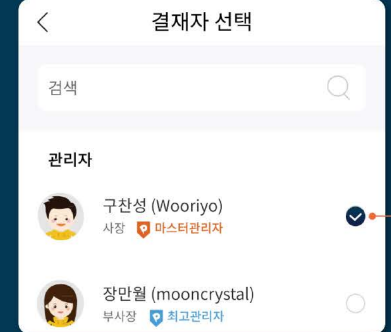 결재자 선택
검색
관리자
구찬성 (Wooriyo)
사장 마스터관리자
장만월 (mooncrystal)
부사장 최고관리자